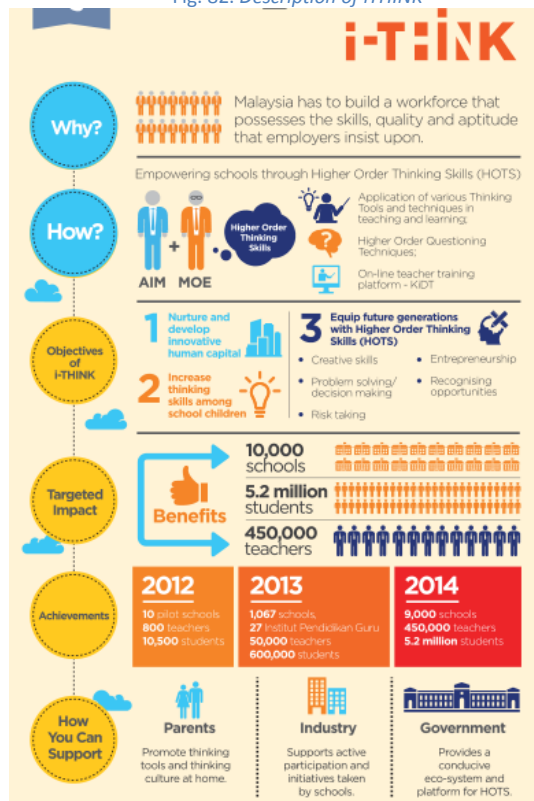 Fig. 82. Description of iTHINK
i-THINK
Why?
Malaysia has to build a workforce that
possesses the skills, quality and aptitude
that employers insist upon.
How?
Empowering schools through Higher Order Thinking Skills (HOTS)
AIM + MOE
Higher Order
Thinking
Skills
Application of various Thinking
Tools and techniques in
teaching and learning;
Higher Order Questioning
Techniques;
On-line teacher training
platform - KiDT
Objectives
of
i-THINK
1 Nurture and
develop
innovative
human capital
2 Increase
thinking
skills among
school children
3 Equip future generations
with Higher Order Thinking
Skills (HOTS)
• Creative skills
• Problem solving/
decision making
• Risk taking
• Entrepreneurship
• Recognising
opportunities
Targeted
Impact
Benefits
10,000
schools
5.2 million
students
450,000
teachers
Achievements
2012
10 pilot schools
800 teachers
10,500 students
2013
1,067 schools,
27 Institut Pendidikan Guru
50,000 teachers
600,000 students
2014
9,000 schools
450,000 teachers
5.2 million students
How
You Can
Support
Parents
Promote thinking
tools and thinking
culture at home.
Industry
Supports active
participation and
initiatives taken
by schools.
Government
Provides a
conducive
eco-system and
platform for HOTS.